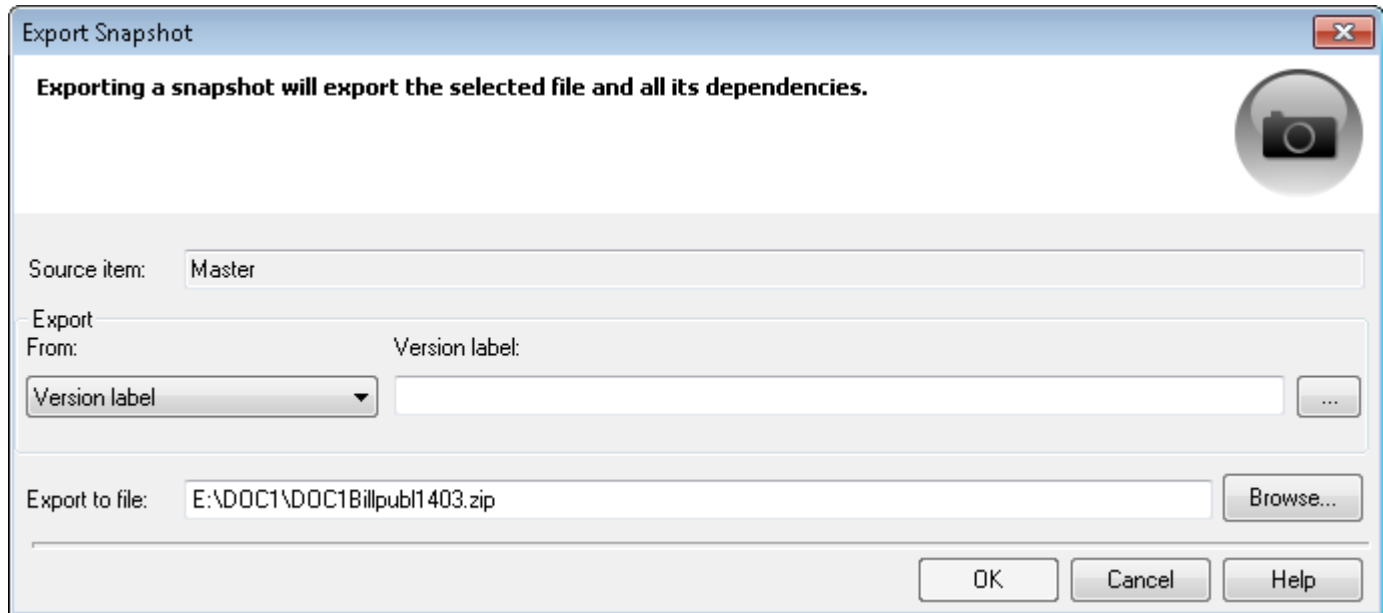 Export Snapshot
Exporting a snapshot will export the selected file and all its dependencies.
Source item: Master
Export
From: Version label:
Version label ...
Export to file: E:\DOC1\DOC1Billpubl1403.zip Browse...
OK Cancel Help